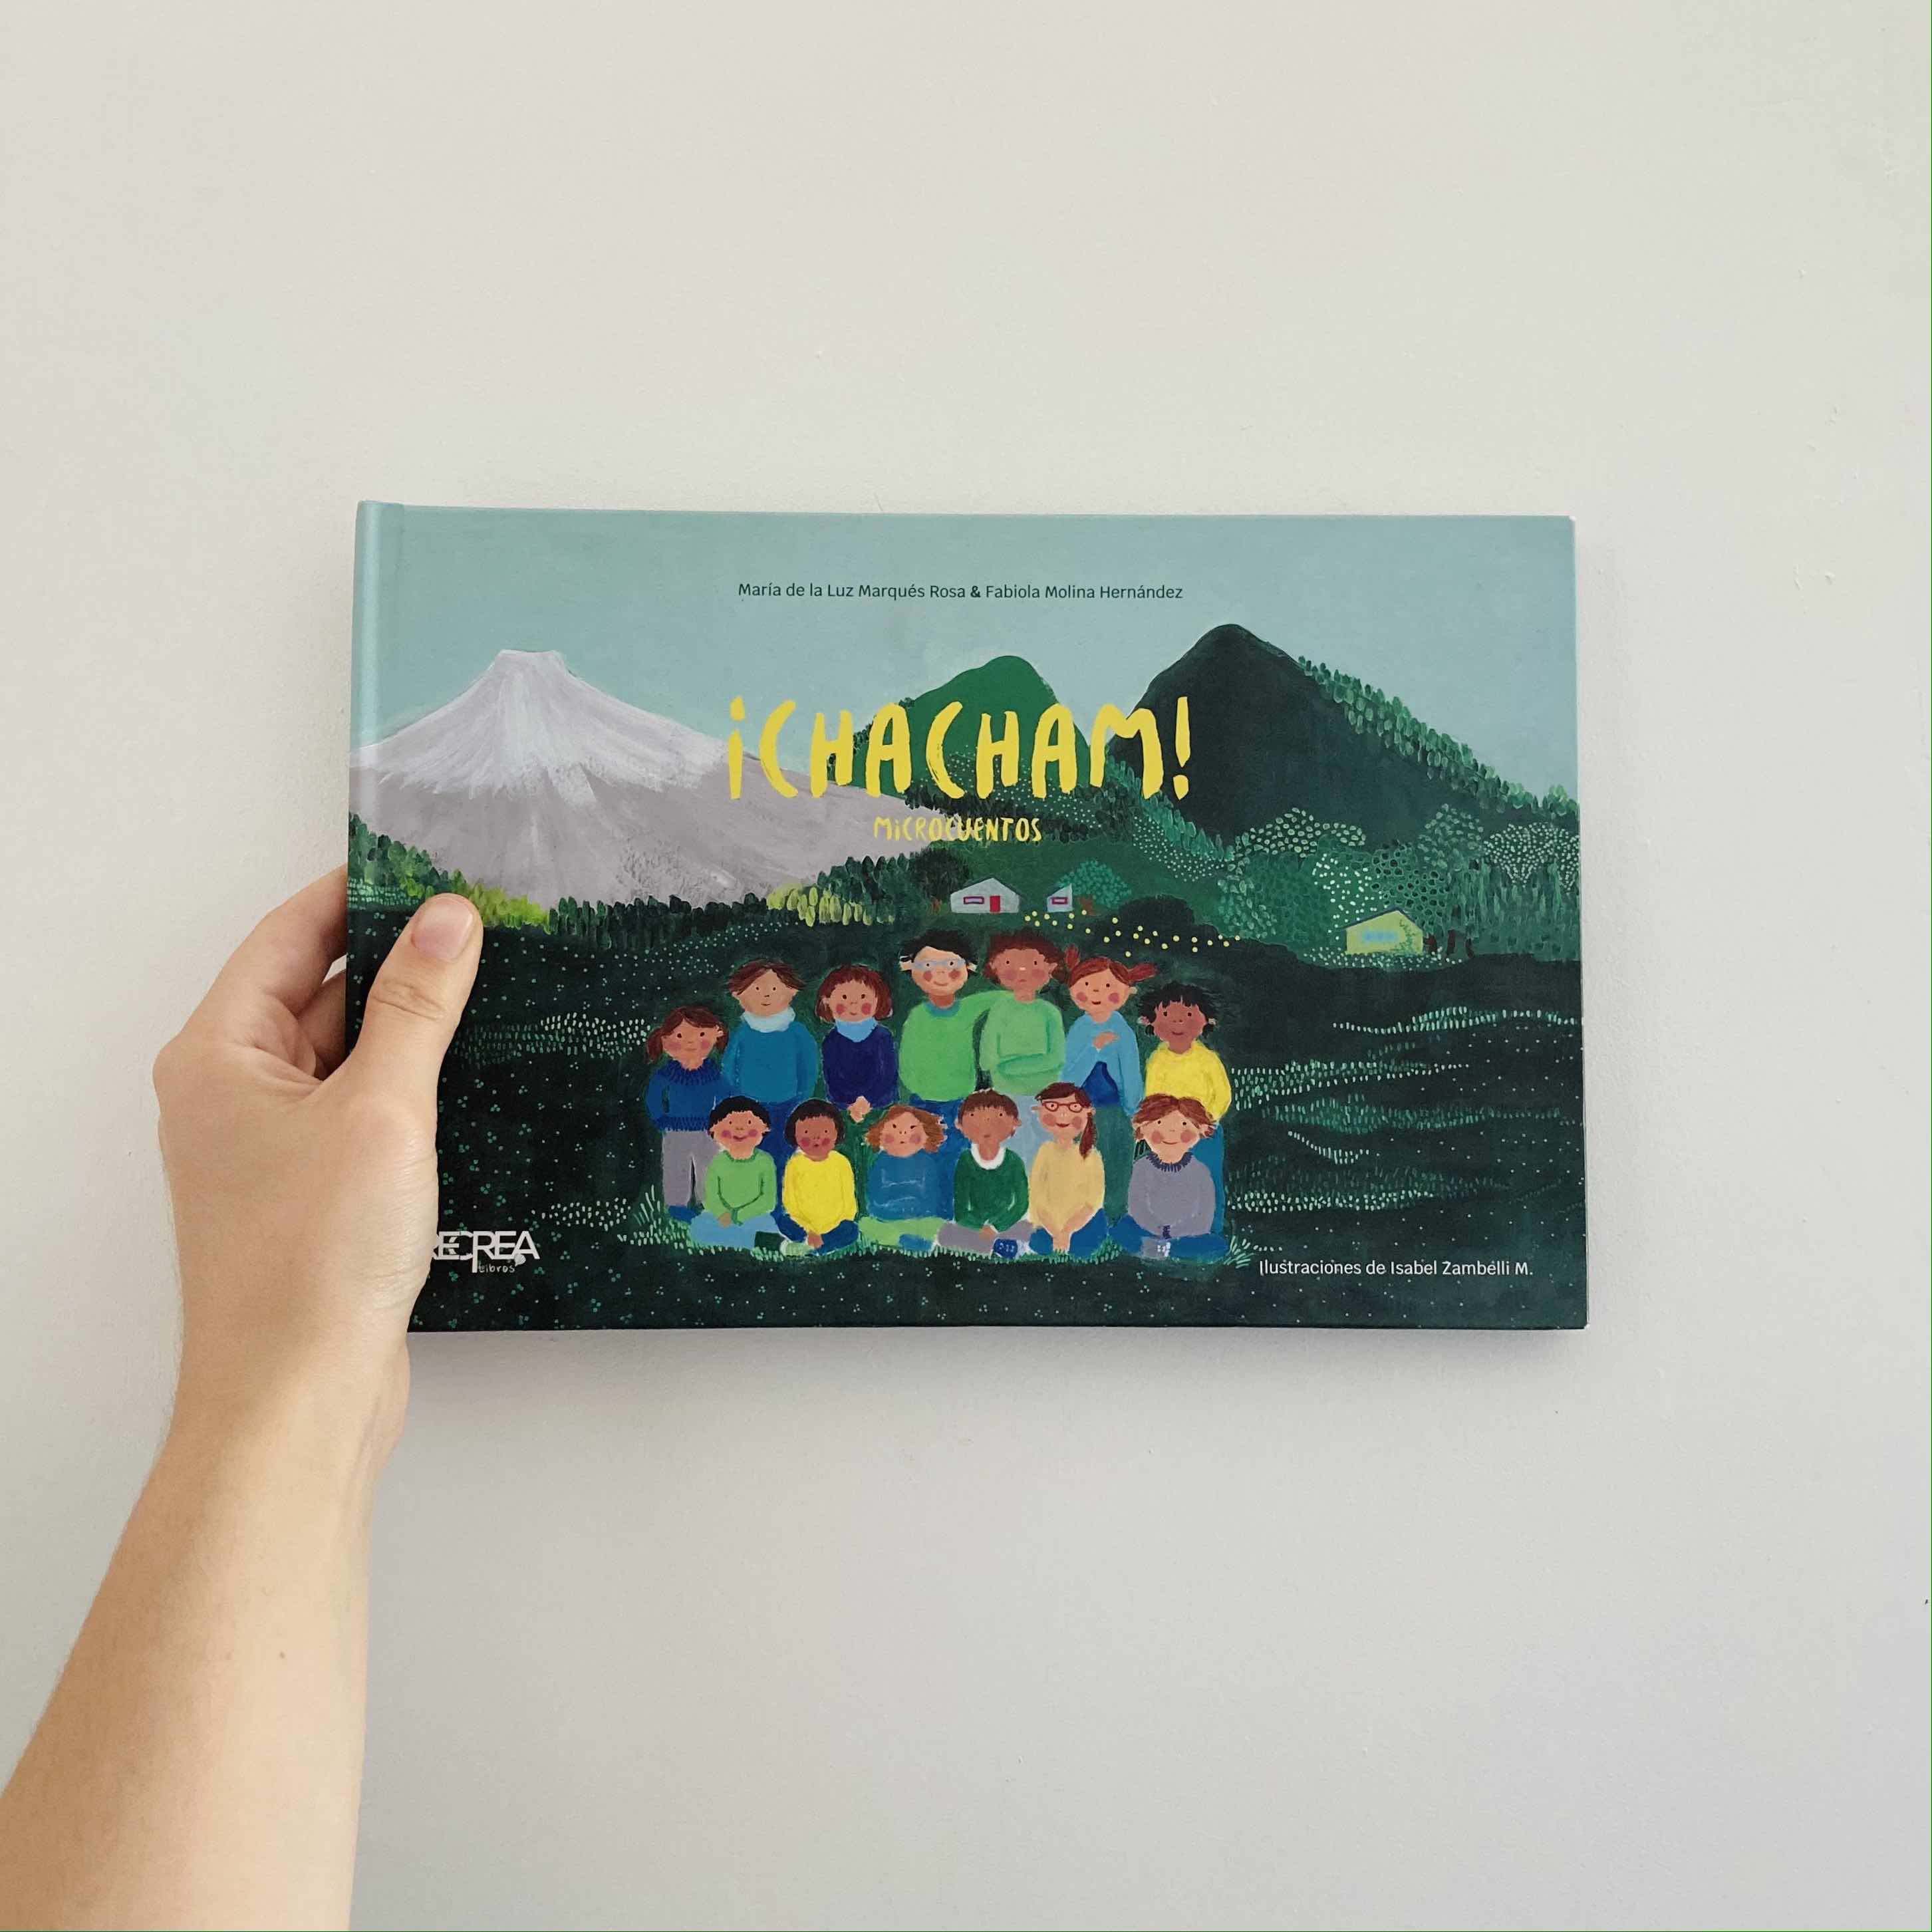 María de la Luz Marqués Rosa & Fabiola Molina Hernández
¡CHACHAM!
MiCROCUENTOS
RECREA
Libros
Ilustraciones de Isabel Zambelli M.